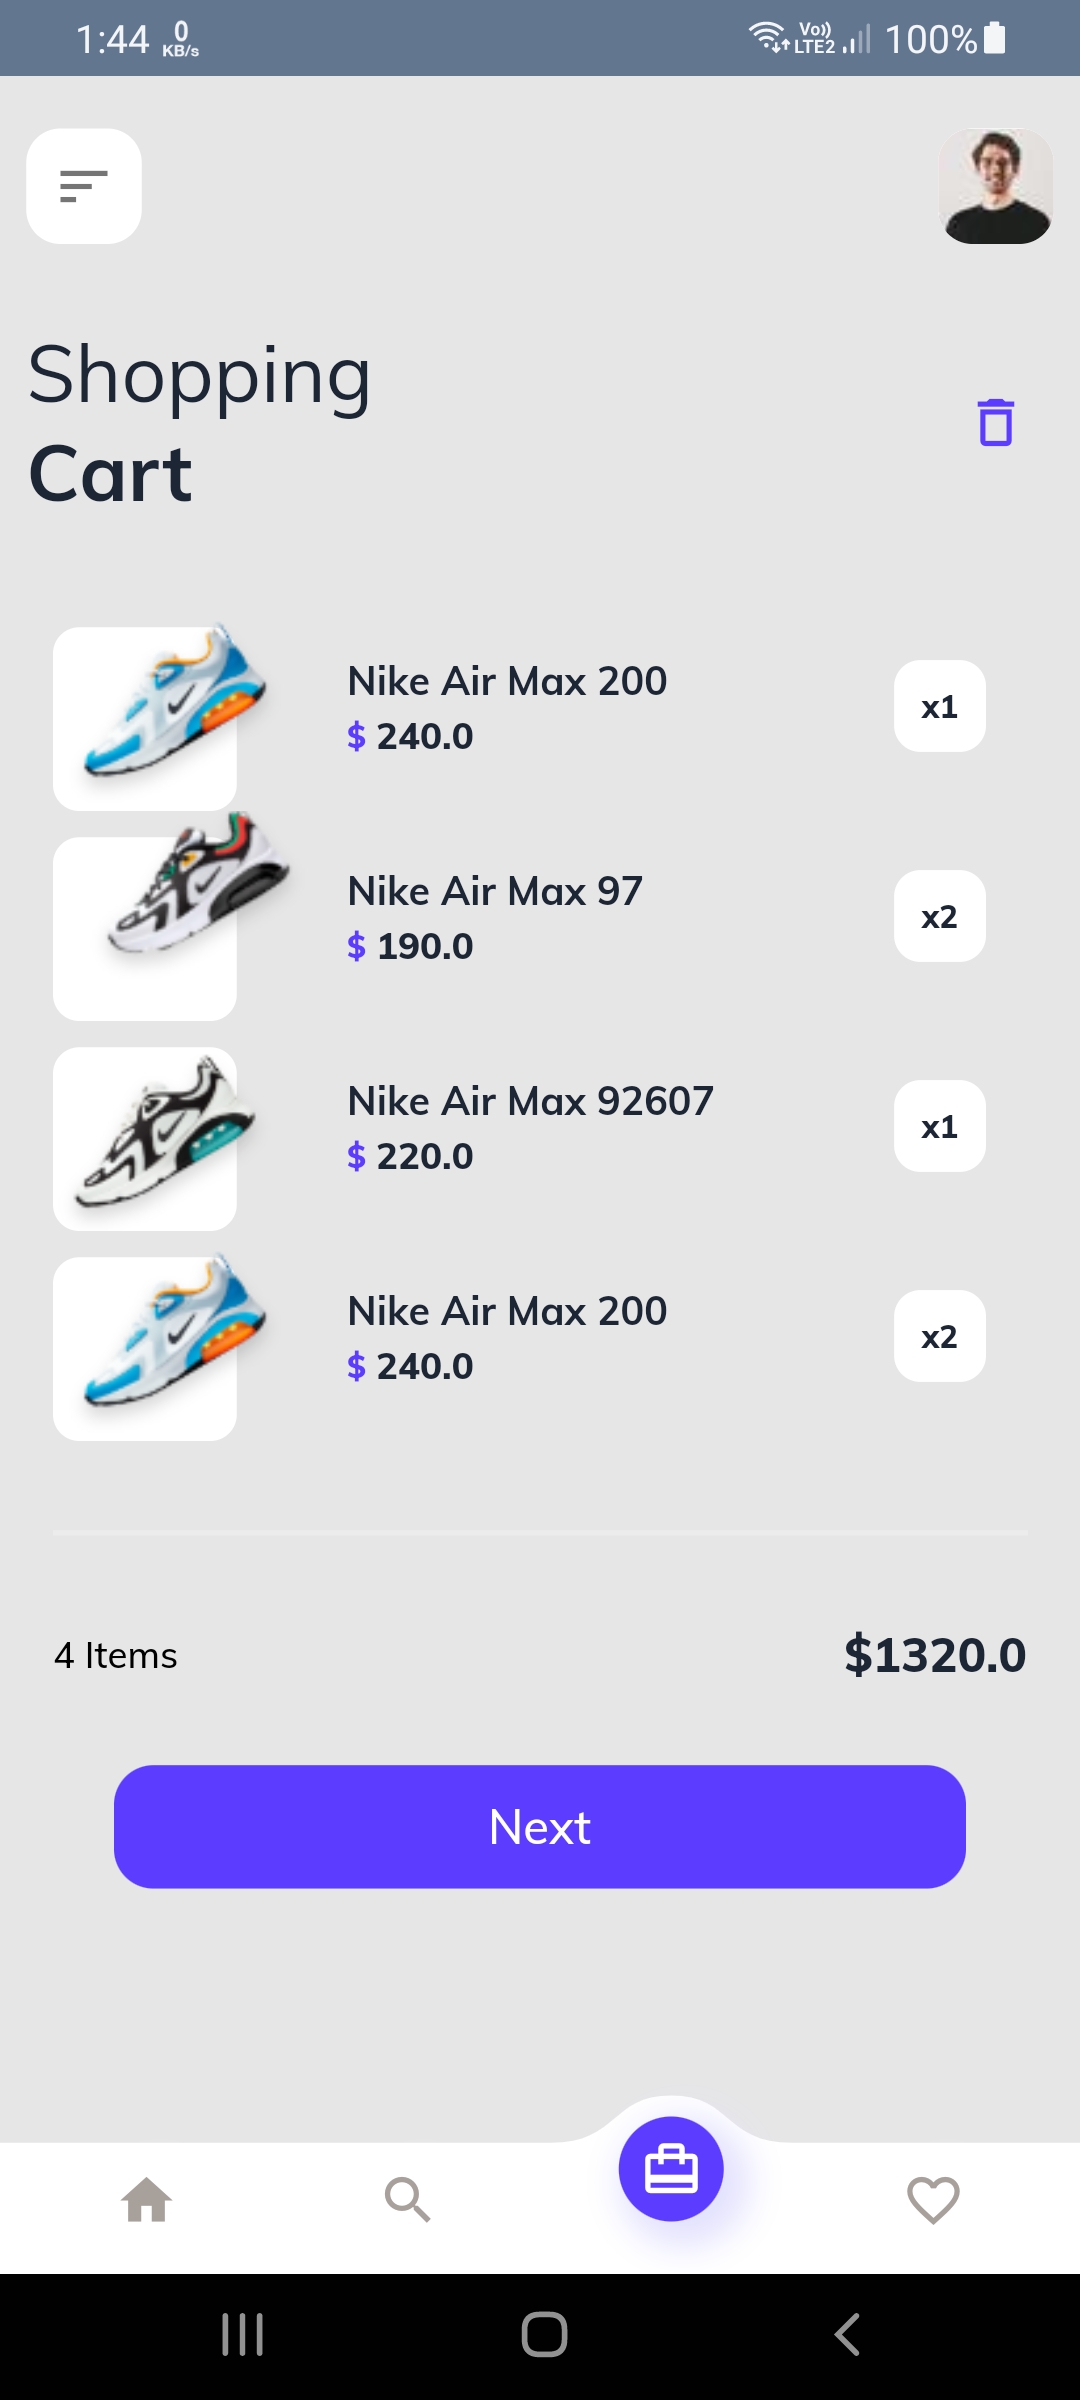 1:44 0 KB/s Vo)) LTE2 100%
Shopping
Cart
Nike Air Max 200
$ 240.0
x1
Nike Air Max 97
$ 190.0
x2
Nike Air Max 92607
$ 220.0
x1
Nike Air Max 200
$ 240.0
x2
4 Items $1320.0
Next